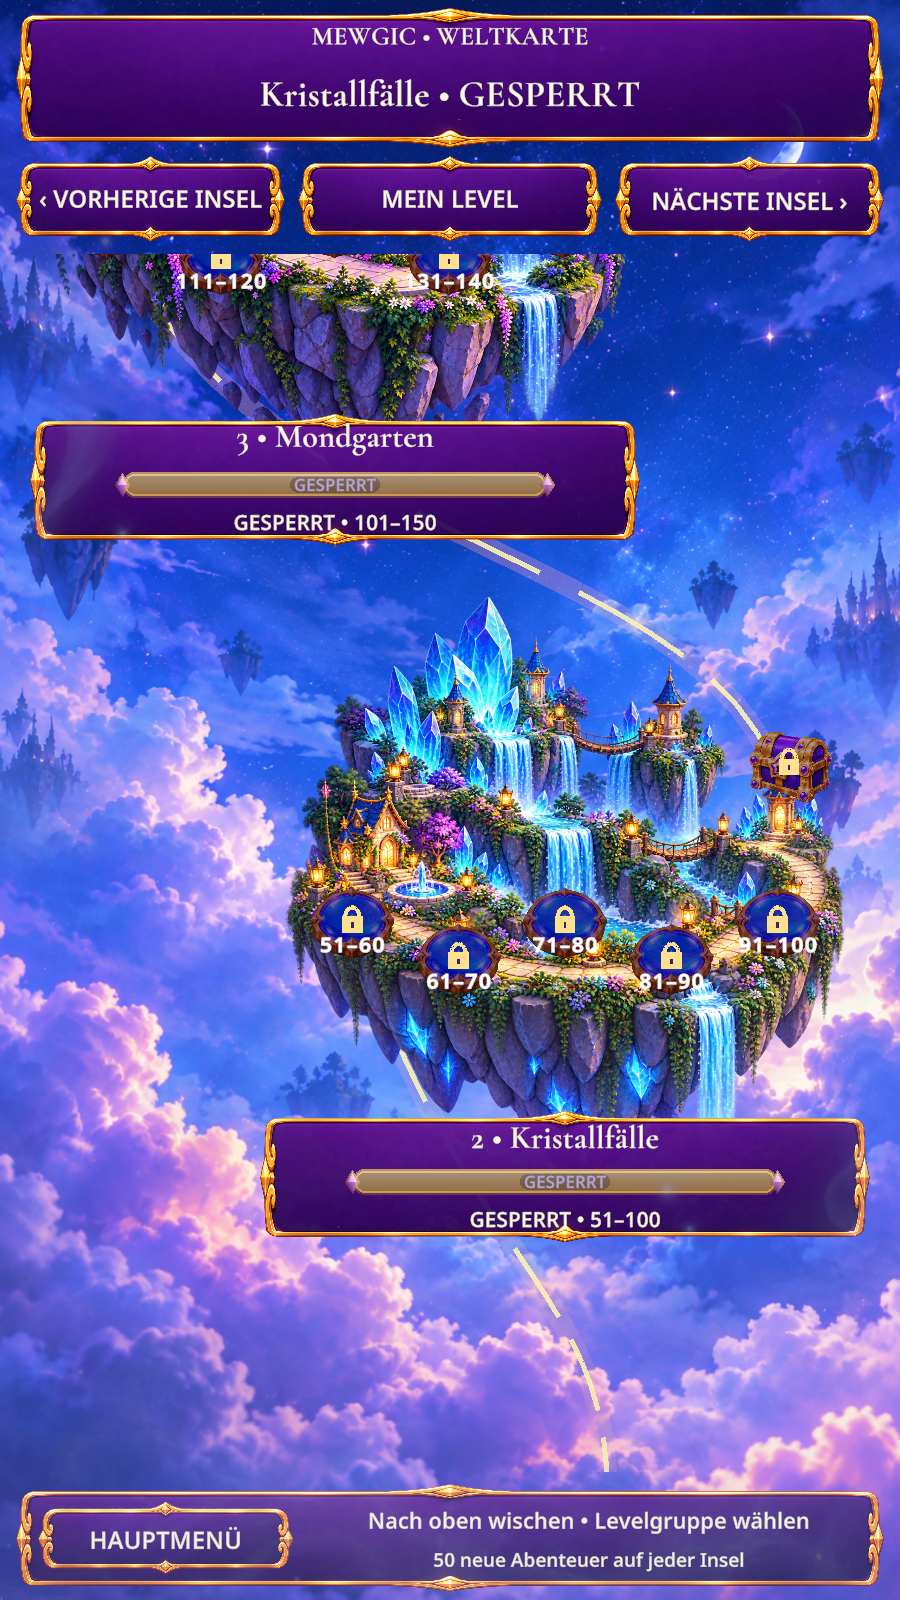 MEWGIC • WELTKARTE
Kristallfälle • GESPERRT
‹ VORHERIGE INSEL
MEIN LEVEL
NÄCHSTE INSEL ›
111–120
131–140
3 • Mondgarten
GESPERRT
GESPERRT • 101–150
51–60
71–80
91–100
61–70
81–90
2 • Kristallfälle
GESPERRT
GESPERRT • 51–100
HAUPTMENÜ
Nach oben wischen • Levelgruppe wählen
50 neue Abenteuer auf jeder Insel